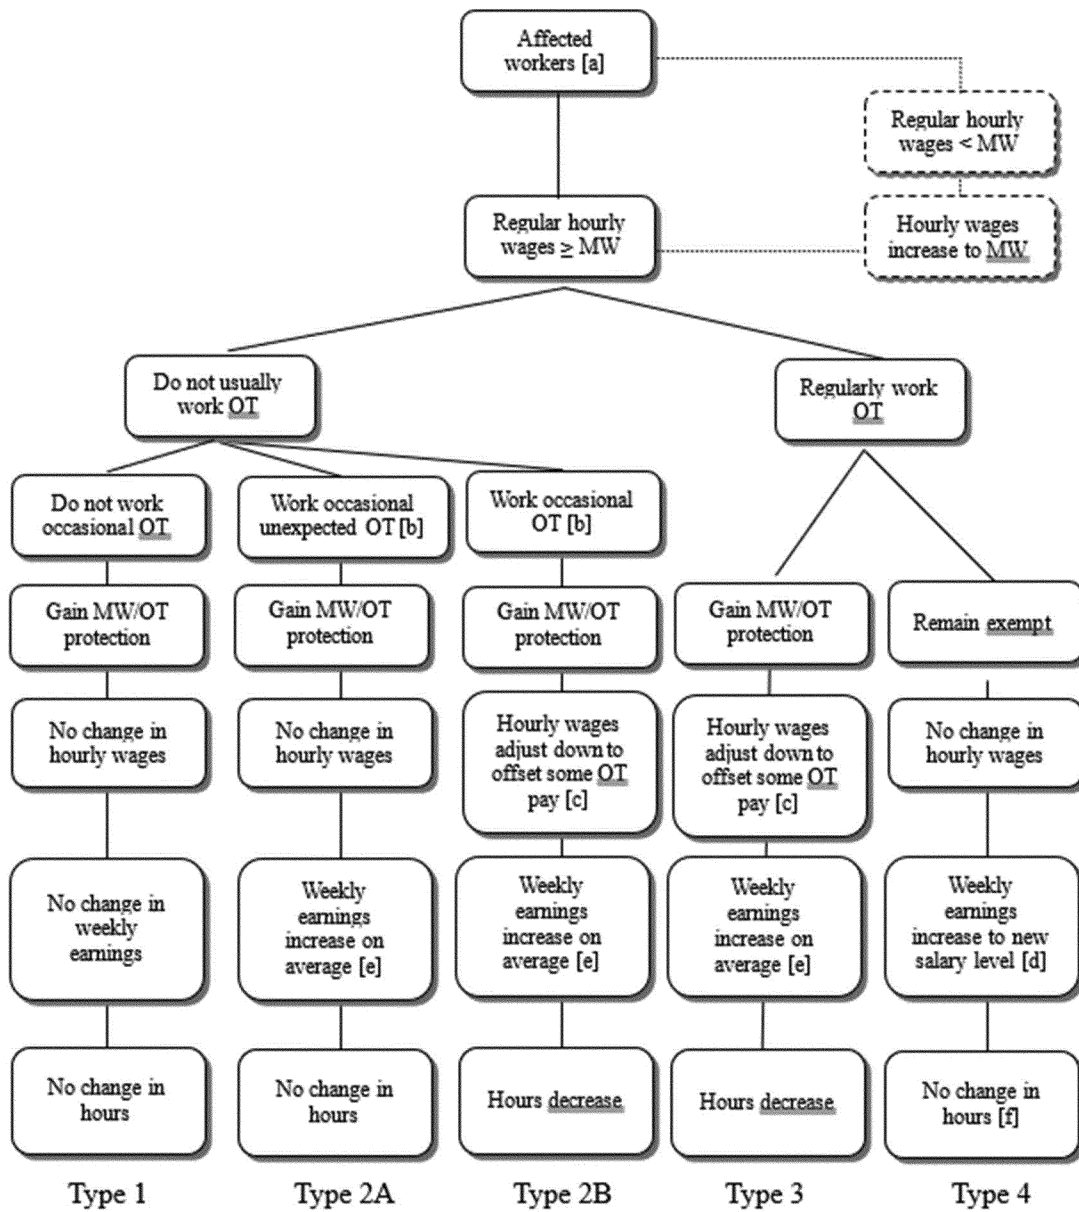 Affected
workers [a]
Regular hourly
wages < MW
Regular hourly
wages ≥ MW
Hourly wages
increase to MW
Do not usually
work OT
Regularly work
OT
Do not work
occasional OT
Work occasional
unexpected OT [b]
Work occasional
OT [b]
Gain MW/OT
protection
Gain MW/OT
protection
Gain MW/OT
protection
Gain MW/OT
protection
Remain exempt
No change in
hourly wages
No change in
hourly wages
Hourly wages
adjust down to
offset some OT
pay [c]
Hourly wages
adjust down to
offset some OT
pay [c]
No change in
hourly wages
No change in
weekly
earnings
Weekly
earnings
increase on
average [e]
Weekly
earnings
increase on
average [e]
Weekly
earnings
increase on
average [e]
Weekly
earnings
increase to new
salary level [d]
No change in
hours
No change in
hours
Hours decrease
Hours decrease
No change in
hours [f]
Type 1
Type 2A
Type 2B
Type 3
Type 4